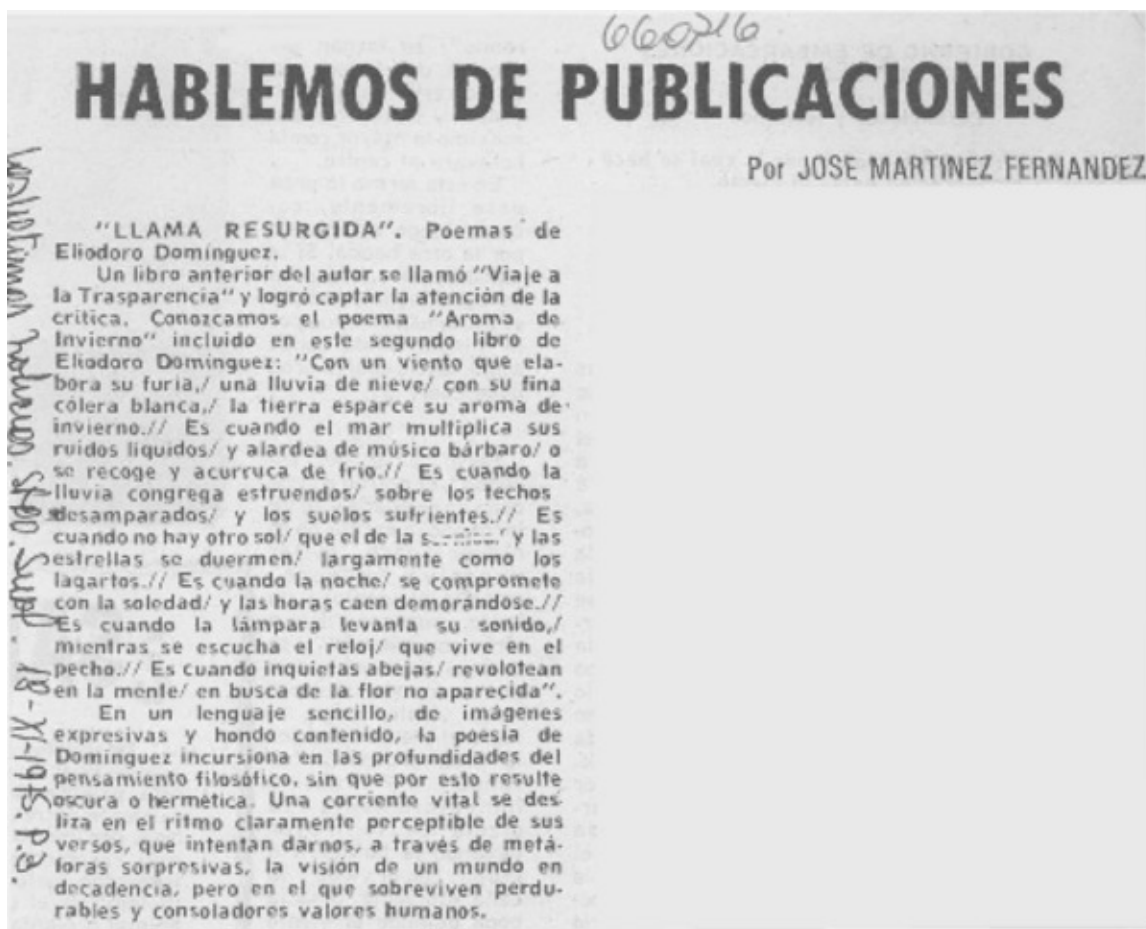 660216
HABLEMOS DE PUBLICACIONES
Por JOSE MARTINEZ FERNANDEZ
"LLAMA RESURGIDA". Poemas de
Eliodoro Domínguez.
Un libro anterior del autor se llamó "Viaje a
la Trasparencia" y logró captar la atención de la
crítica. Conozcamos el poema "Aroma de
Invierno" incluido en este segundo libro de
Eliodoro Domínguez: "Con un viento que ela-
bora su furia,/ una lluvia de nieve/ con su fina
cólera blanca,/ la tierra esparce su aroma de
invierno.// Es cuando el mar multiplica sus
ruidos líquidos/ y alardea de músico bárbaro/ o
se recoge y acurruca de frío.// Es cuando la
lluvia congrega estruendos/ sobre los techos
desamparados/ y los suelos sufrientes.// Es
cuando no hay otro sol/ que el de la / y las
estrellas se duermen/ largamente como los
lagartos.// Es cuando la noche/ se compromete
con la soledad/ y las horas caen demorándose.//
Es cuando la lámpara levanta su sonido,/
mientras se escucha el reloj/ que vive en el
pecho.// Es cuando inquietas abejas/ revolotean
en la mente/ en busca de la flor no aparecida".
En un lenguaje sencillo, de imágenes
expresivas y hondo contenido, la poesía de
Domínguez incursiona en las profundidades del
pensamiento filosófico, sin que por esto resulte
oscura o hermética. Una corriente vital se des
liza en el ritmo claramente perceptible de sus
versos, que intentan darnos, a través de metá-
foras sorpresivas, la visión de un mundo en
decadencia, pero en el que sobreviven perdu-
rables y consoladores valores humanos.
Stgo. Supl. 18-XI-1975. P.3.